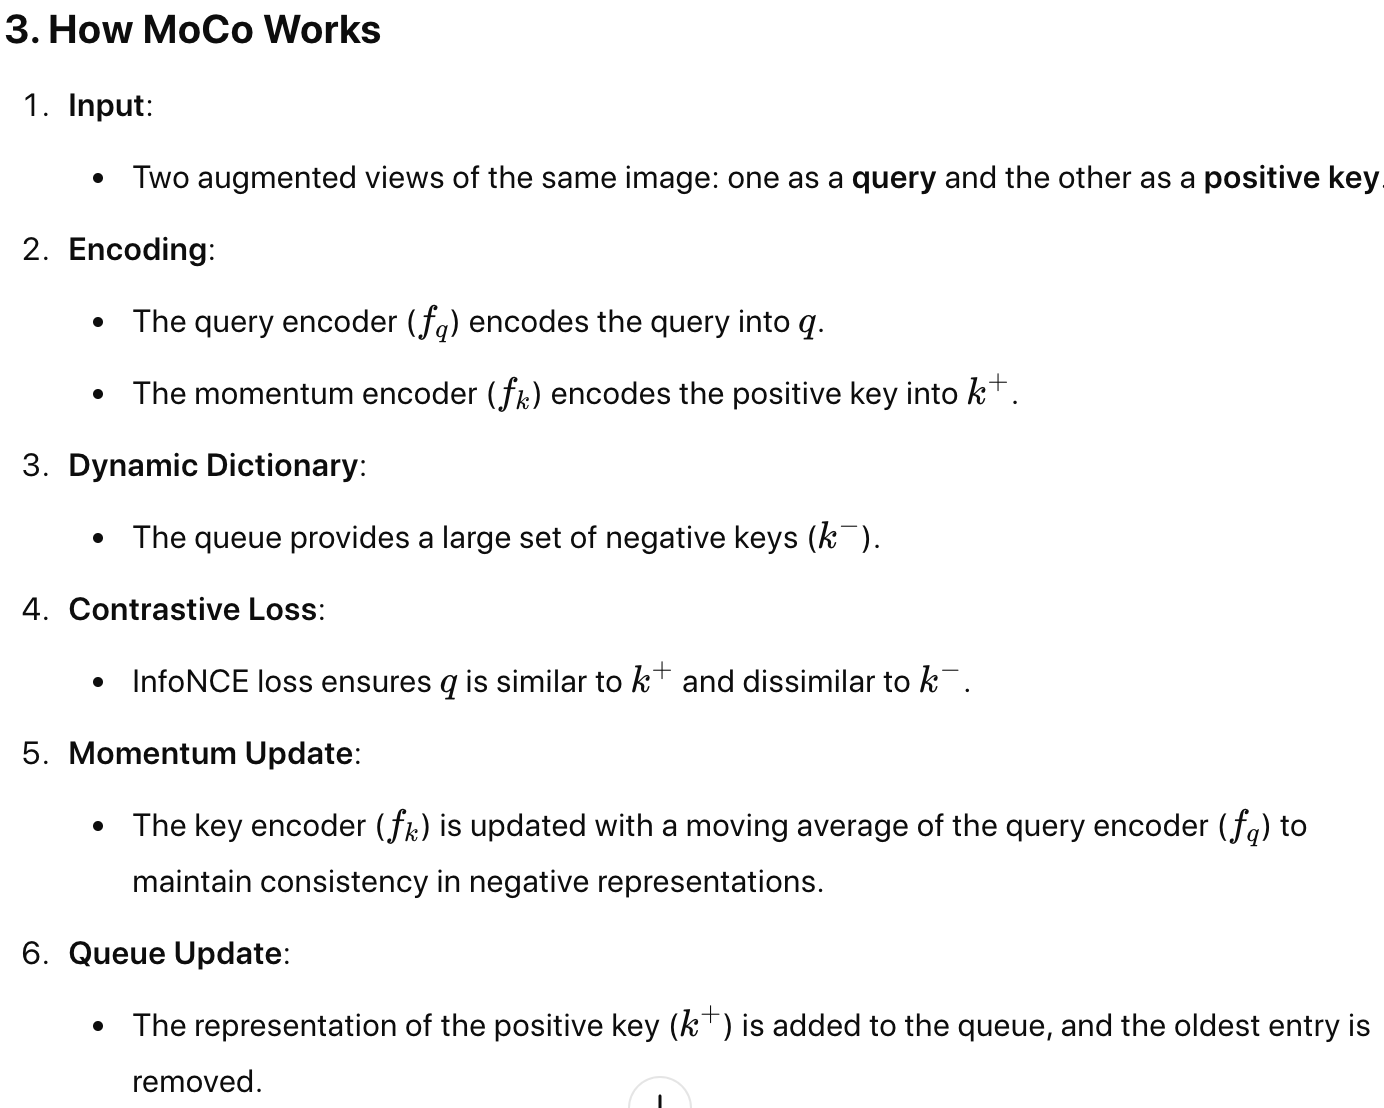 3. How MoCo Works
1. Input:
• Two augmented views of the same image: one as a query and the other as a positive key.
2. Encoding:
• The query encoder (f_q) encodes the query into q.
• The momentum encoder (f_k) encodes the positive key into k⁺.
3. Dynamic Dictionary:
• The queue provides a large set of negative keys (k⁻).
4. Contrastive Loss:
• InfoNCE loss ensures q is similar to k⁺ and dissimilar to k⁻.
5. Momentum Update:
• The key encoder (f_k) is updated with a moving average of the query encoder (f_q) to
maintain consistency in negative representations.
6. Queue Update:
• The representation of the positive key (k⁺) is added to the queue, and the oldest entry is
removed.